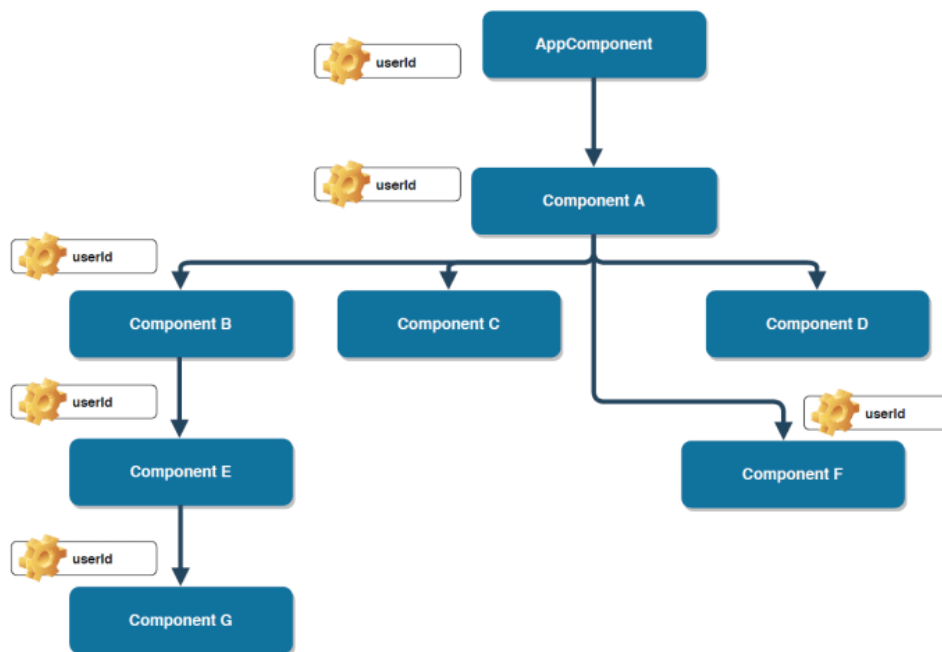 AppComponent
userId
userId
Component A
userId
Component B
Component C
Component D
userId
userId
Component E
Component F
userId
Component G